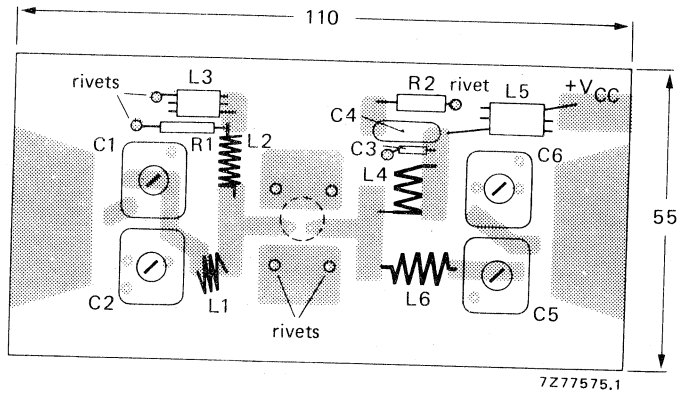 110
rivets
L3
R2
rivet
L5
+VCC
C4
C1
R1
L2
C3
C6
L4
55
C2
L1
L6
C5
rivets
7Z77575.1